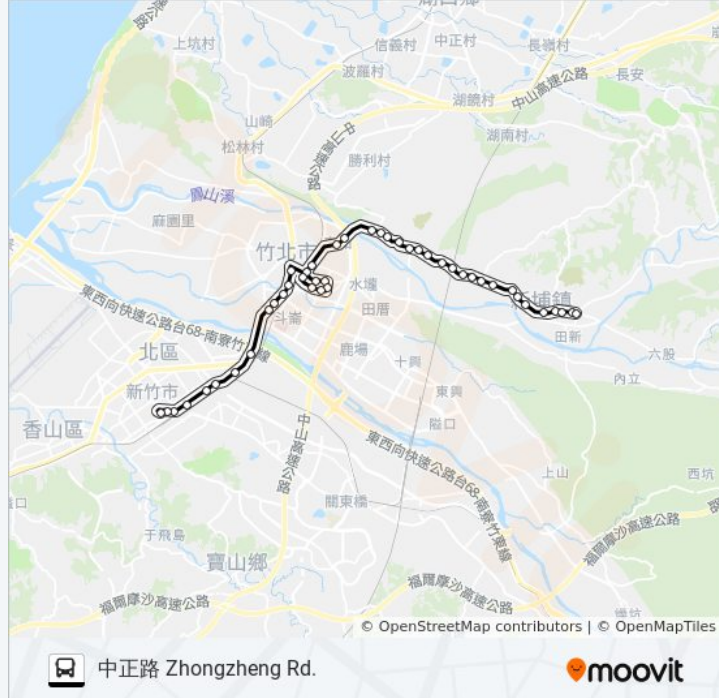 湖口鄉
上坑村
信義村
中正村
長嶺村
波羅村
長安
中山高速公路
湖鏡村
山崎
湖南村
松林村
中山高速公路
勝利村
鳳山溪
麻園里
竹北市
水壠
新埔鎮
東西向快速公路台68-南寮竹東線
斗崙
田厝
田新
北區
鹿場
六股
十興
新竹市
內立
東興
香山區
隘口
中山高速公路
東西向快速公路台68-南寮竹東線
上山
西坑
關東橋
于飛島
寶山鄉
福爾摩沙高速公路
福爾摩沙高速公路
福爾摩沙高速公路
© OpenStreetMap contributors | © OpenMapTiles
中正路 Zhongzheng Rd.
moovit